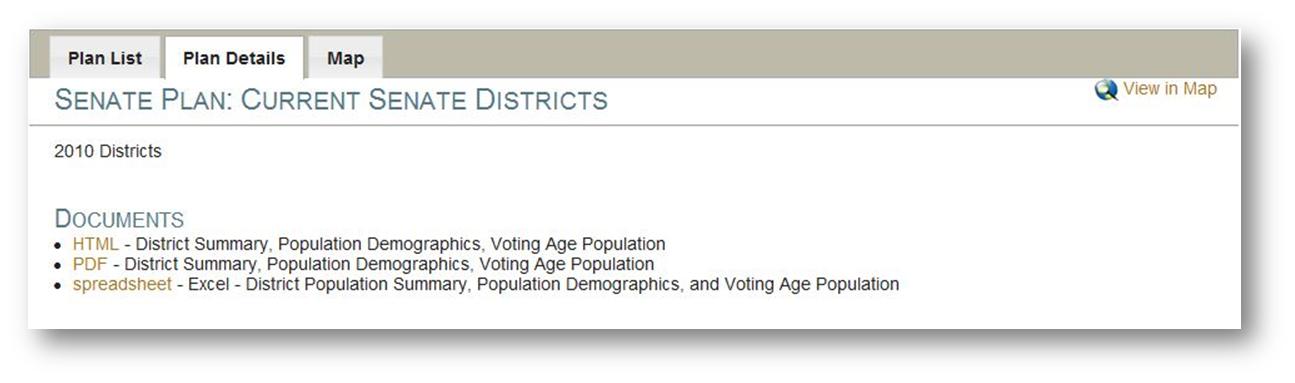 Plan List Plan Details Map
View in Map
SENATE PLAN: CURRENT SENATE DISTRICTS
2010 Districts
DOCUMENTS
• HTML - District Summary, Population Demographics, Voting Age Population
• PDF - District Summary, Population Demographics, Voting Age Population
• spreadsheet - Excel - District Population Summary, Population Demographics, and Voting Age Population